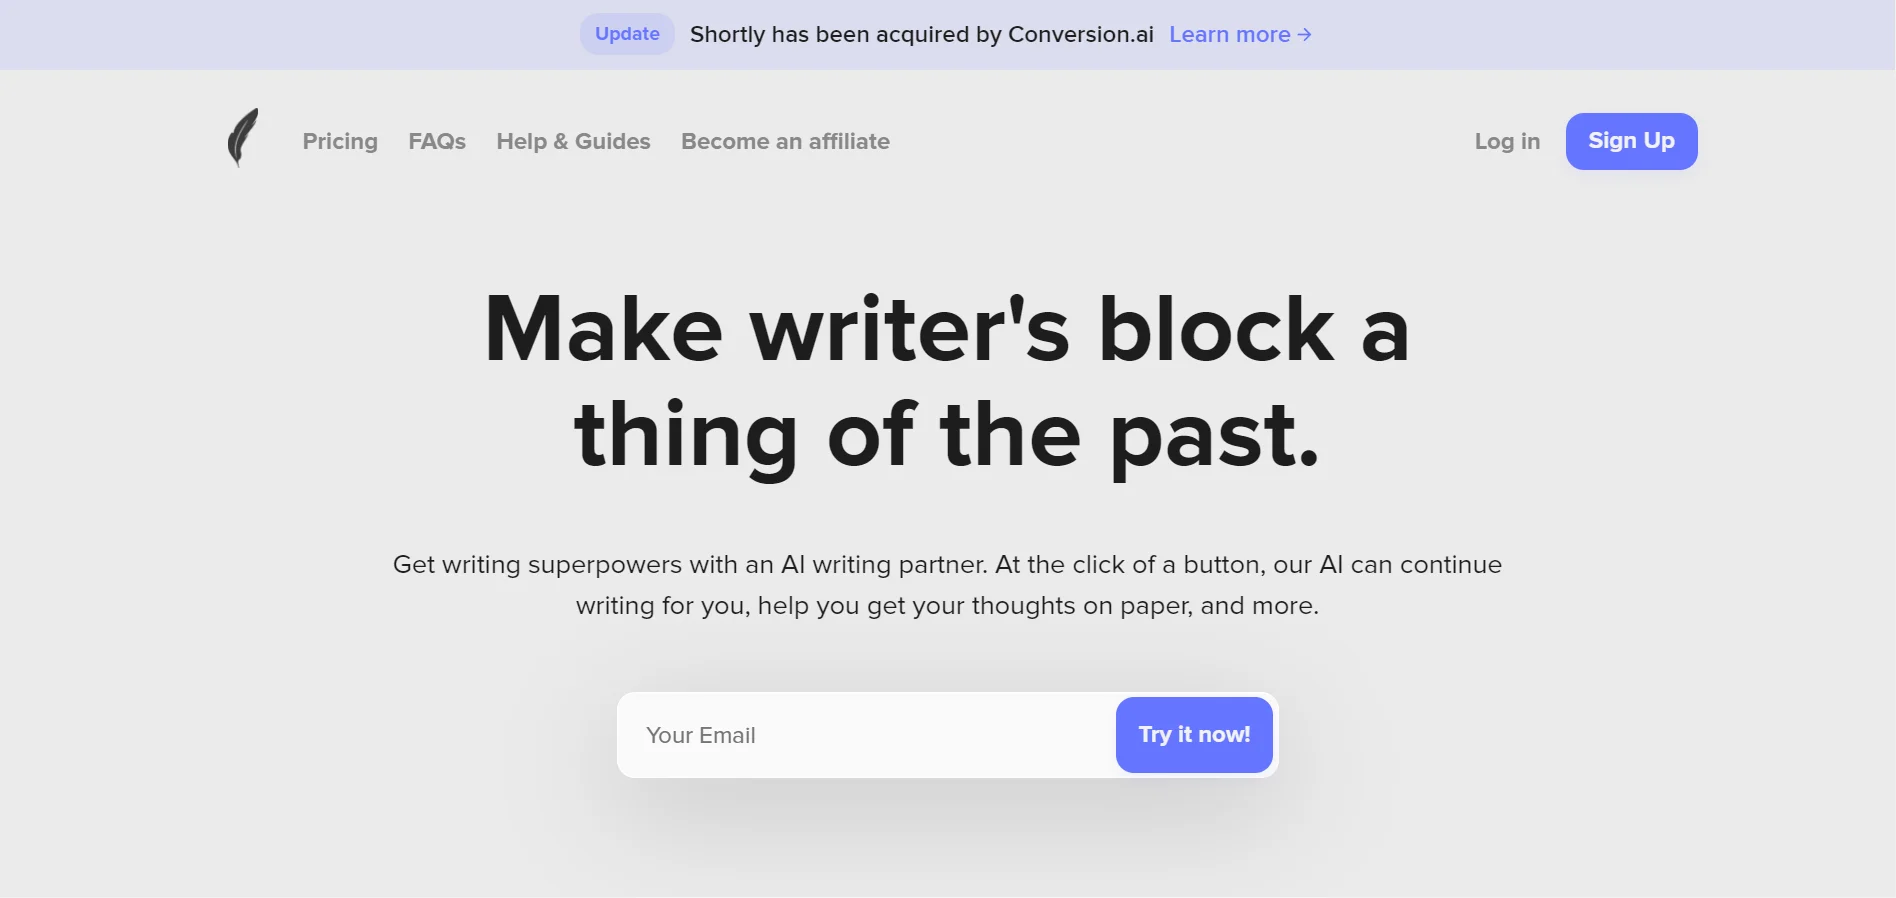 Update Shortly has been acquired by Conversion.ai Learn more →
Pricing FAQs Help & Guides Become an affiliate Log in Sign Up
Make writer's block a
thing of the past.
Get writing superpowers with an AI writing partner. At the click of a button, our AI can continue
writing for you, help you get your thoughts on paper, and more.
Your Email Try it now!